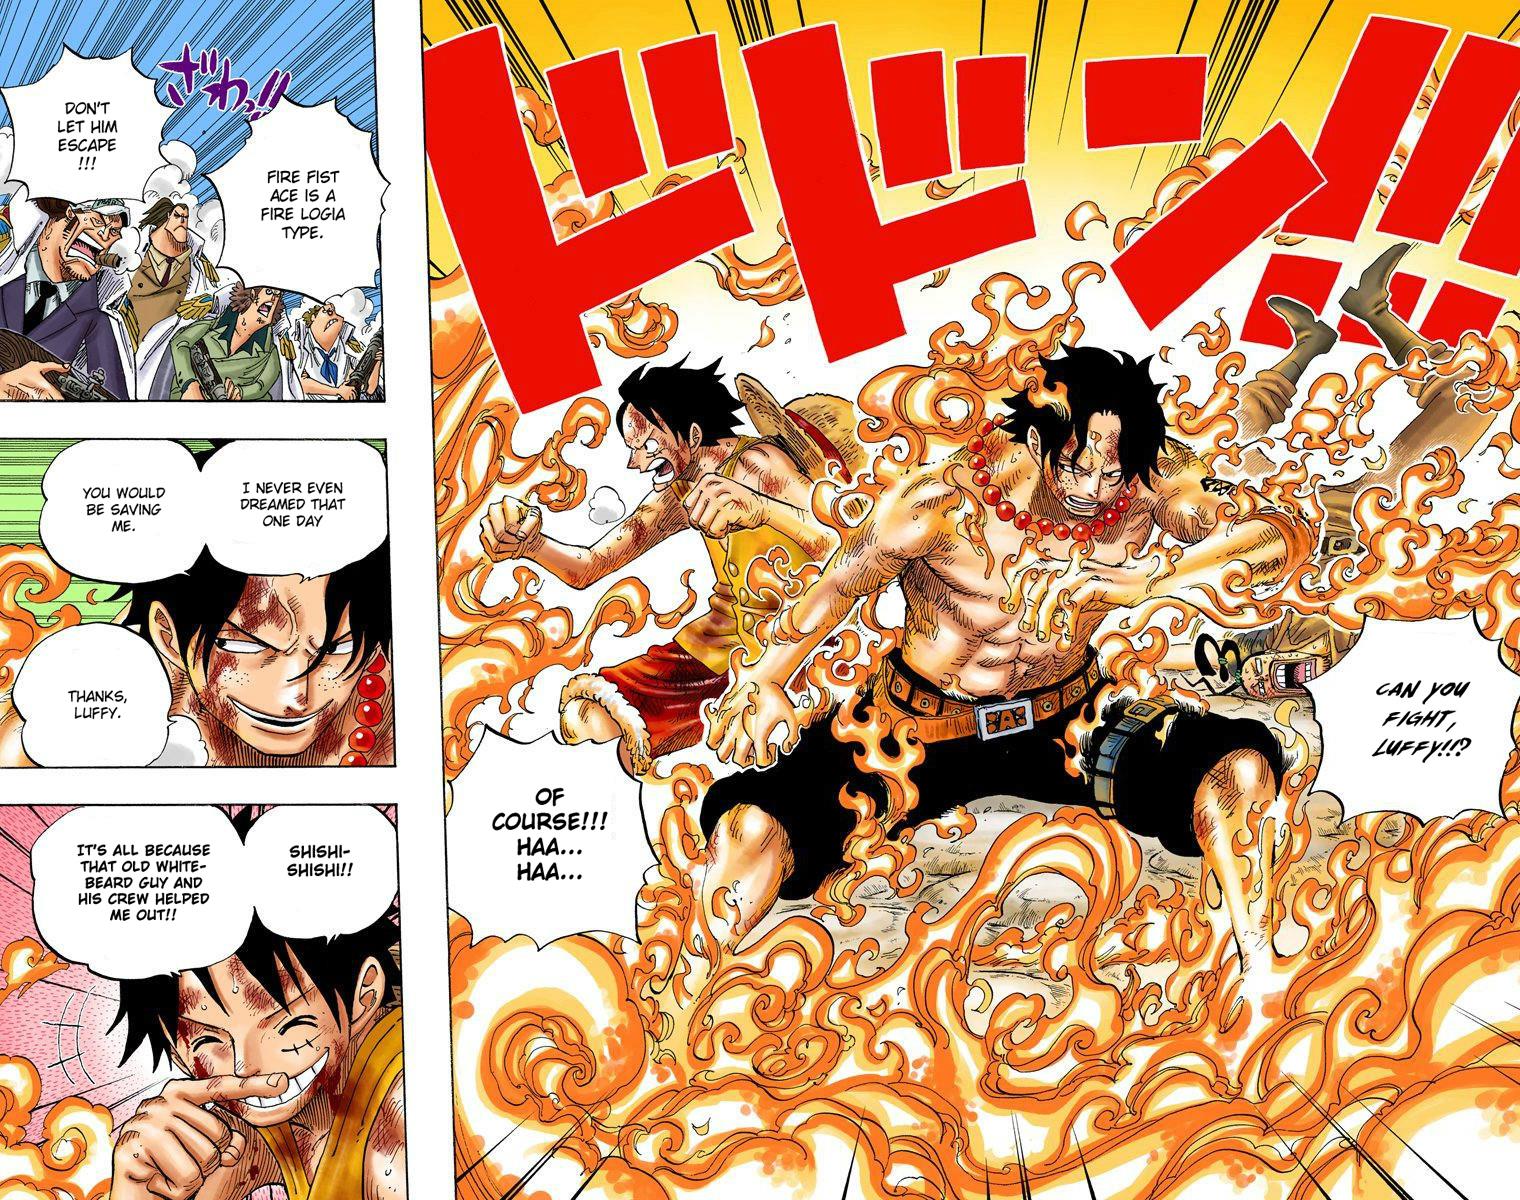 ドドン!!!
CAN YOU
FIGHT,
LUFFY!!?
OF
COURSE!!!
HAA...
HAA...
ざわっ!!
FIRE FIST
ACE IS A
FIRE LOGIA
TYPE.
DON'T
LET HIM
ESCAPE
!!!
I NEVER EVEN
DREAMED THAT
ONE DAY
YOU WOULD
BE SAVING
ME.
THANKS,
LUFFY.
SHISHI-
SHISHI!!
IT'S ALL BECAUSE
THAT OLD WHITE-
BEARD GUY AND
HIS CREW HELPED
ME OUT!!
A